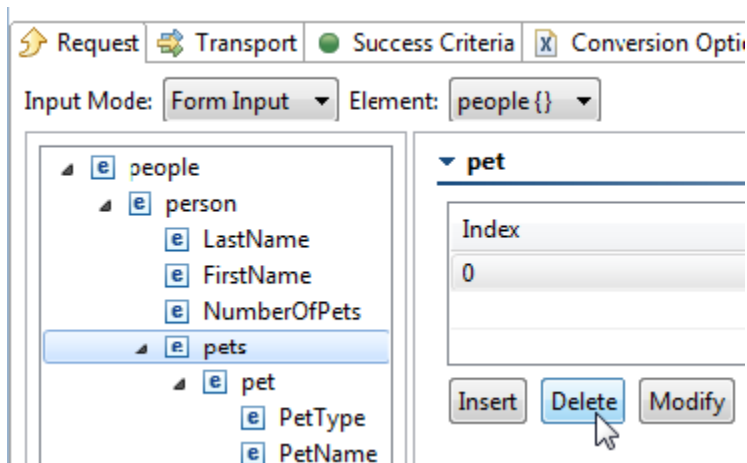 Request Transport Success Criteria Conversion
Input Mode: Form Input Element: people {}
people
person
LastName
FirstName
NumberOfPets
pets
pet
PetType
PetName
pet
Index
0
Insert Delete Modify